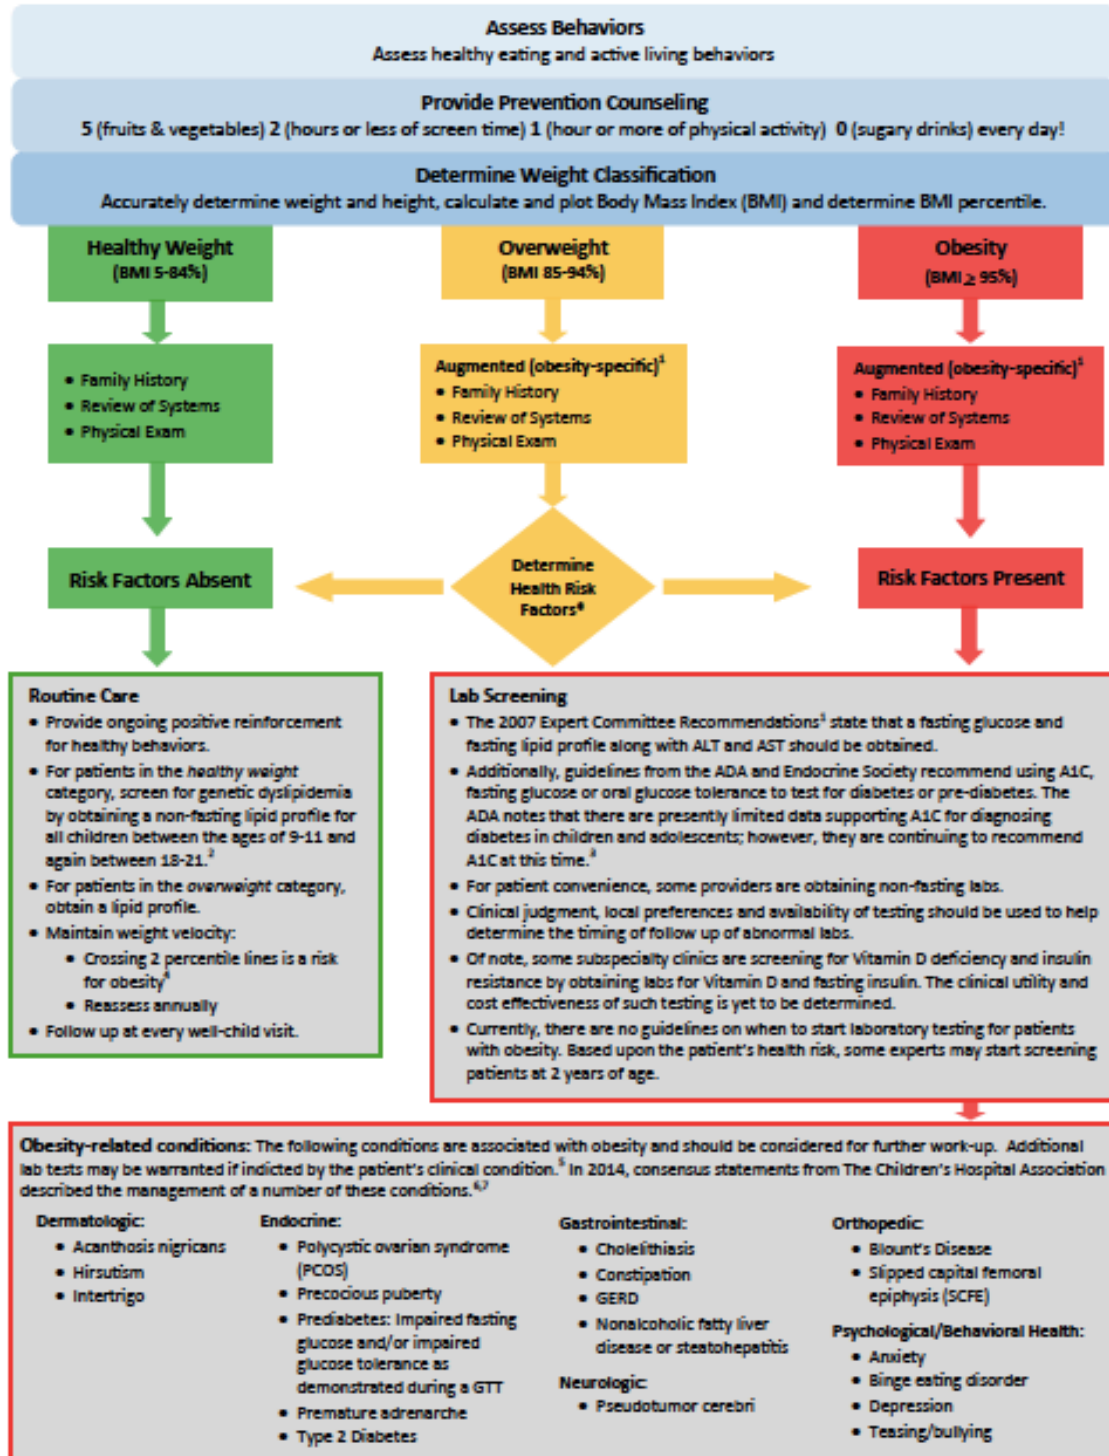 Assess Behaviors
Assess healthy eating and active living behaviors
Provide Prevention Counseling
5 (fruits & vegetables) 2 (hours or less of screen time) 1 (hour or more of physical activity) 0 (sugary drinks) every day!
Determine Weight Classification
Accurately determine weight and height, calculate and plot Body Mass Index (BMI) and determine BMI percentile.
Healthy Weight
(BMI 5-84%)
Overweight
(BMI 85-94%)
Obesity
(BMI ≥ 95%)
• Family History
• Review of Systems
• Physical Exam
Augmented (obesity-specific)¹
• Family History
• Review of Systems
• Physical Exam
Augmented (obesity-specific)¹
• Family History
• Review of Systems
• Physical Exam
Risk Factors Absent
Determine
Health Risk
Factors*
Risk Factors Present
Routine Care
• Provide ongoing positive reinforcement
for healthy behaviors.
• For patients in the healthy weight
category, screen for genetic dyslipidemia
by obtaining a non-fasting lipid profile for
all children between the ages of 9-11 and
again between 18-21.²
• For patients in the overweight category,
obtain a lipid profile.
• Maintain weight velocity:
• Crossing 2 percentile lines is a risk
for obesity⁴
• Reassess annually
• Follow up at every well-child visit.
Lab Screening
• The 2007 Expert Committee Recommendations¹ state that a fasting glucose and
fasting lipid profile along with ALT and AST should be obtained.
• Additionally, guidelines from the ADA and Endocrine Society recommend using A1C,
fasting glucose or oral glucose tolerance to test for diabetes or pre-diabetes. The
ADA notes that there are presently limited data supporting A1C for diagnosing
diabetes in children and adolescents; however, they are continuing to recommend
A1C at this time.³
• For patient convenience, some providers are obtaining non-fasting labs.
• Clinical judgment, local preferences and availability of testing should be used to help
determine the timing of follow up of abnormal labs.
• Of note, some subspecialty clinics are screening for Vitamin D deficiency and insulin
resistance by obtaining labs for Vitamin D and fasting insulin. The clinical utility and
cost effectiveness of such testing is yet to be determined.
• Currently, there are no guidelines on when to start laboratory testing for patients
with obesity. Based upon the patient's health risk, some experts may start screening
patients at 2 years of age.
Obesity-related conditions: The following conditions are associated with obesity and should be considered for further work-up. Additional
lab tests may be warranted if indicted by the patient's clinical condition.⁵ In 2014, consensus statements from The Children's Hospital Association
described the management of a number of these conditions.⁶,⁷
Dermatologic:
• Acanthosis nigricans
• Hirsutism
• Intertrigo
Endocrine:
• Polycystic ovarian syndrome
(PCOS)
• Precocious puberty
• Prediabetes: Impaired fasting
glucose and/or impaired
glucose tolerance as
demonstrated during a GTT
• Premature adrenarche
• Type 2 Diabetes
Gastrointestinal:
• Cholelithiasis
• Constipation
• GERD
• Nonalcoholic fatty liver
disease or steatohepatitis
Neurologic:
• Pseudotumor cerebri
Orthopedic:
• Blount's Disease
• Slipped capital femoral
epiphysis (SCFE)
Psychological/Behavioral Health:
• Anxiety
• Binge eating disorder
• Depression
• Teasing/bullying